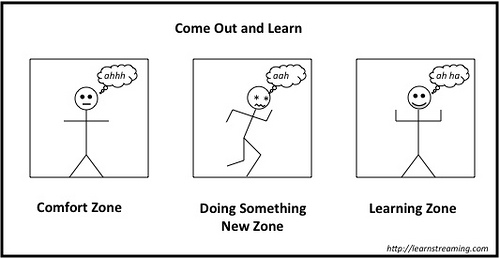 Come Out and Learn
ahhh
aah
ah ha
Comfort Zone
Doing Something
New Zone
Learning Zone
http://learnstreaming.com